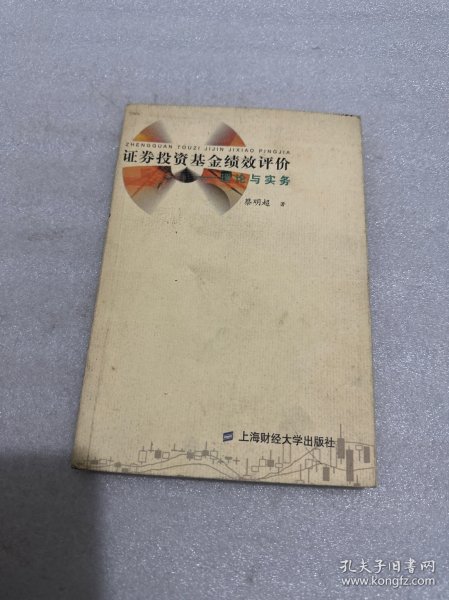 ZHENGQUAN TOUZI JIJIN JIXIAO PINGJIA
证券投资基金绩效评价
——理论与实务
蔡明超 著
上海财经大学出版社
孔夫子旧书网
www.kongfz.com